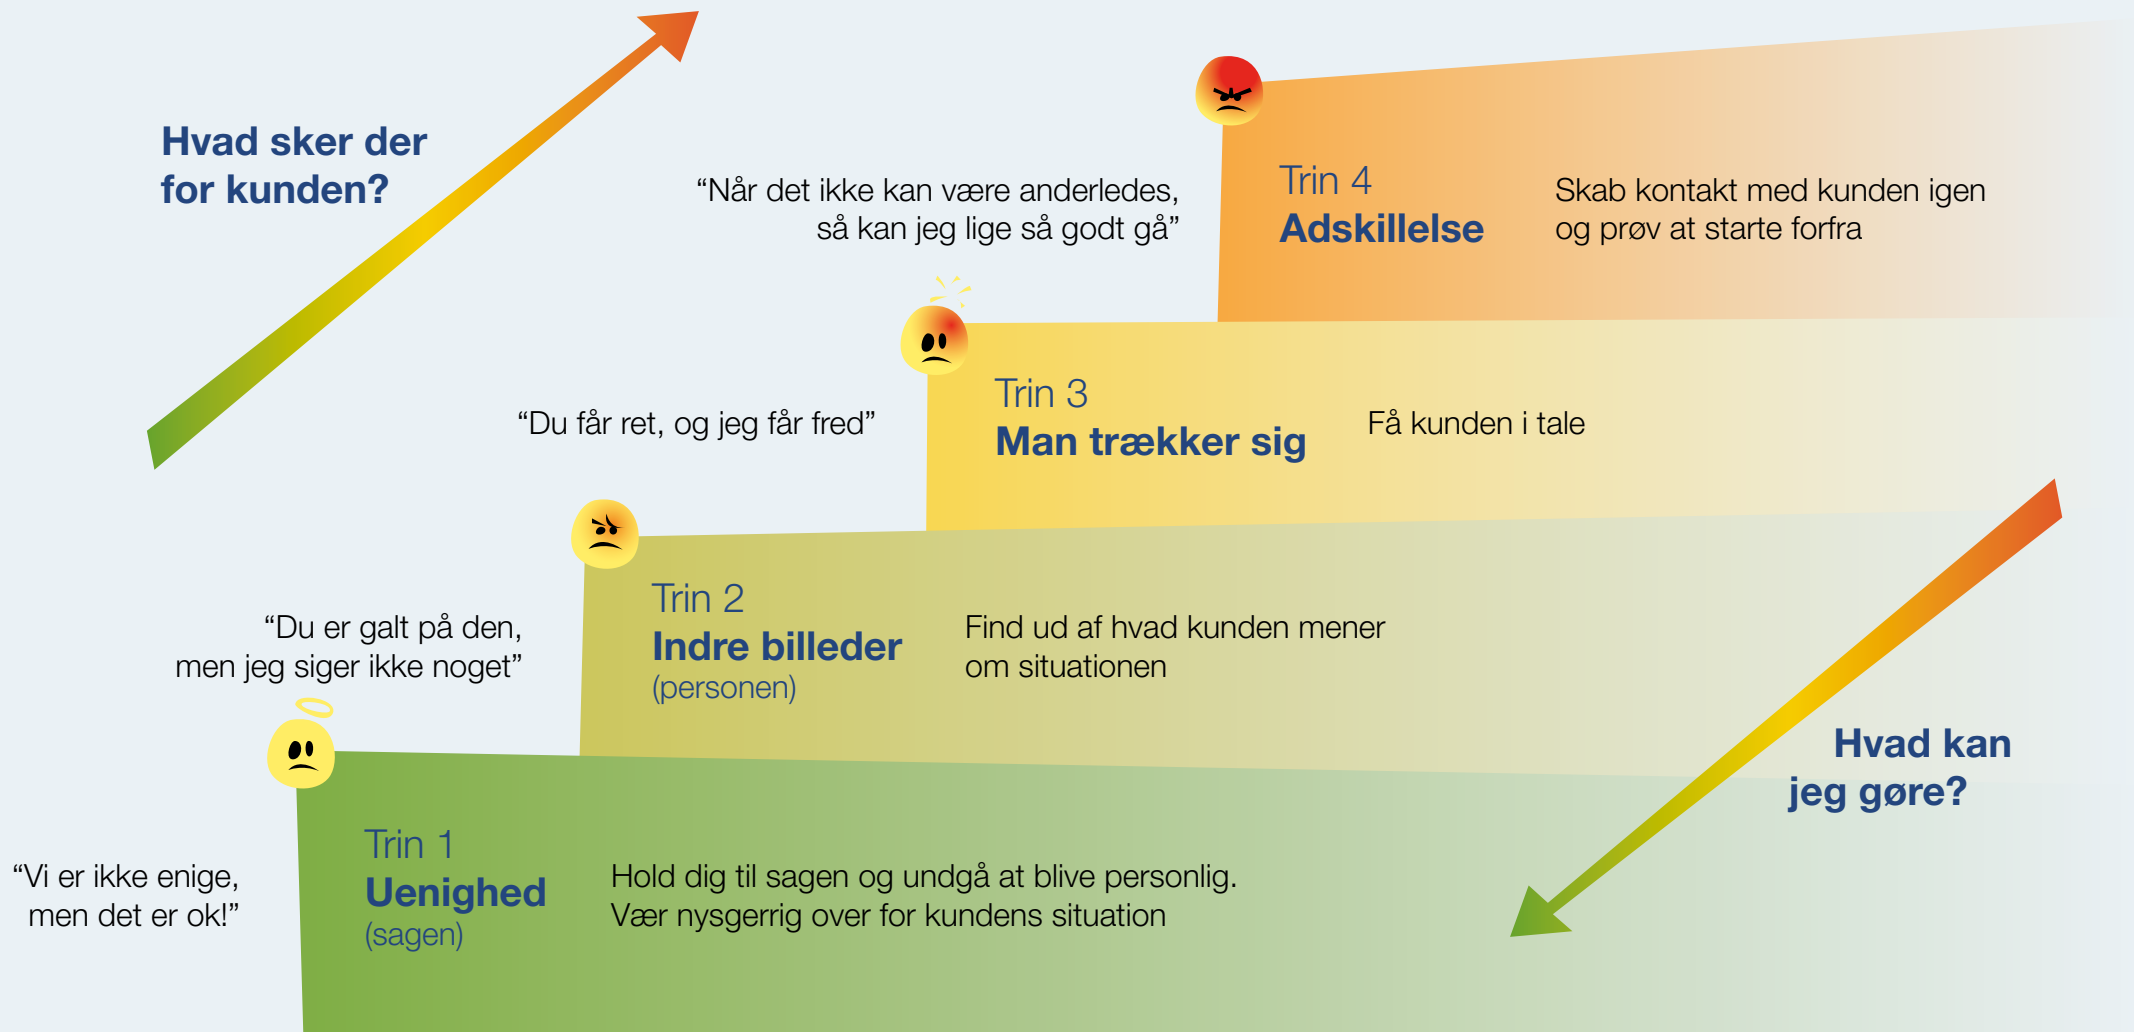 Hvad sker der
for kunden?
“Når det ikke kan være anderledes,
så kan jeg lige så godt gå”
Trin 4
Adskillelse
Skab kontakt med kunden igen
og prøv at starte forfra
“Du får ret, og jeg får fred”
Trin 3
Man trækker sig
Få kunden i tale
“Du er galt på den,
men jeg siger ikke noget”
Trin 2
Indre billeder
(personen)
Find ud af hvad kunden mener
om situationen
Hvad kan
jeg gøre?
“Vi er ikke enige,
men det er ok!”
Trin 1
Uenighed
(sagen)
Hold dig til sagen og undgå at blive personlig.
Vær nysgerrig over for kundens situation